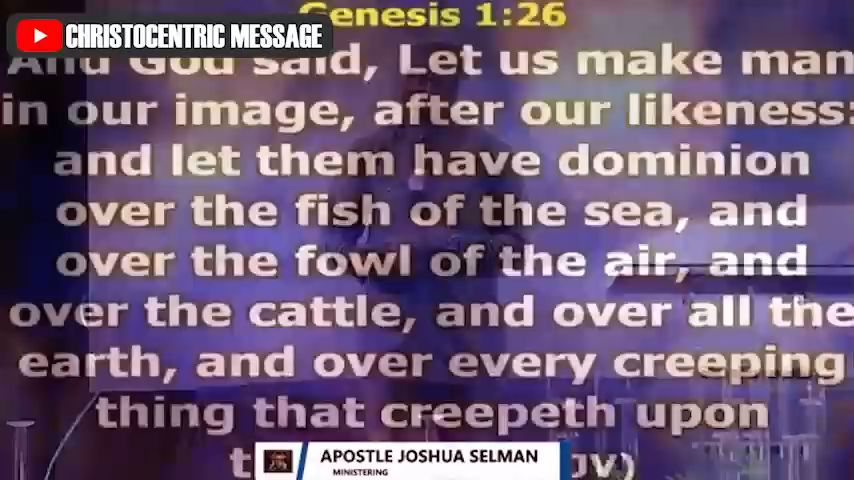 Genesis 1:26
CHRISTOCENTRIC MESSAGE
And God said, Let us make man
in our image, after our likeness:
and let them have dominion
over the fish of the sea, and
over the fowl of the air, and
over the cattle, and over all the
earth, and over every creeping
thing that creepeth upon
APOSTLE JOSHUA SELMAN
MINISTERING